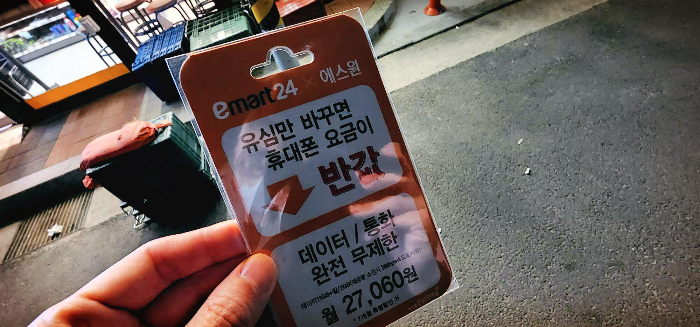 emart24 × 에스원
유심만 바꾸면
휴대폰 요금이
반값
데이터 / 통화
완전 무제한
월 27,060원